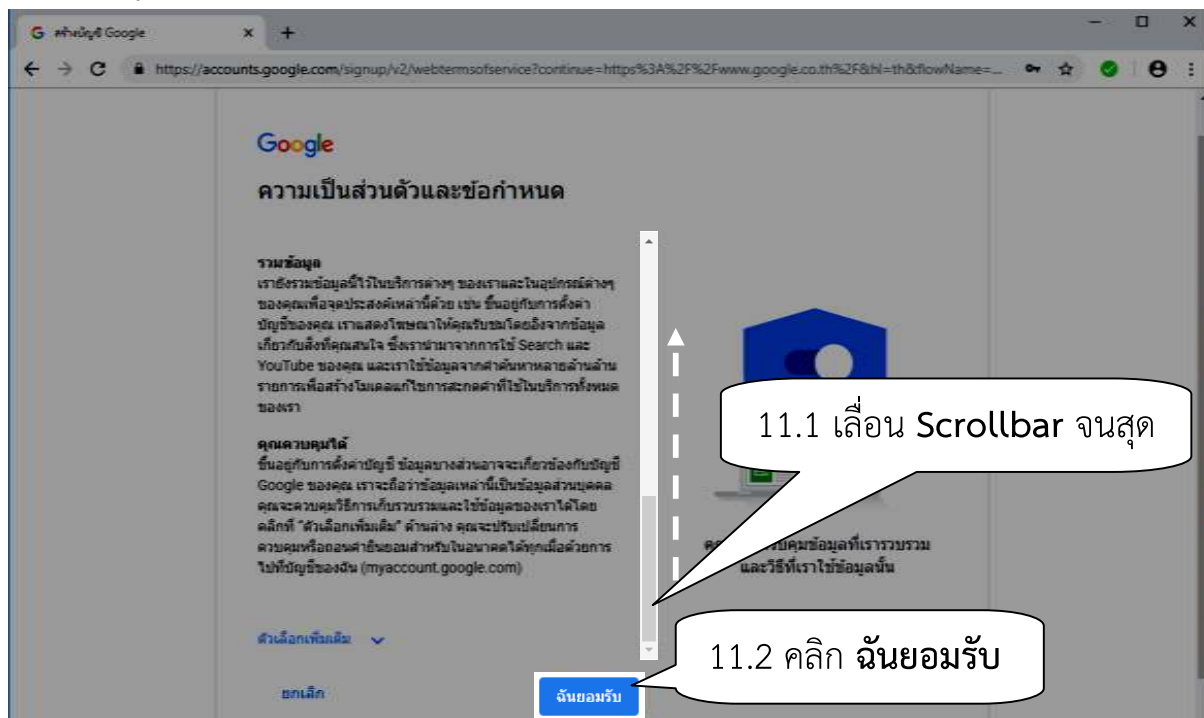 สร้างบัญชี Google
https://accounts.google.com/signup/v2/webtermsofservice?continue=https%3A%2F%2Fwww.google.co.th%2F&hl=th&flowName=...
Google
ความเป็นส่วนตัวและข้อกำหนด
รวมข้อมูล
เรายังรวมข้อมูลนี้ไว้ในบริการต่างๆ ของเราและในอุปกรณ์ต่างๆ
ของคุณเพื่อจุดประสงค์เหล่านี้ด้วย เช่น ขึ้นอยู่กับการตั้งค่า
บัญชีของคุณ เราแสดงโฆษณาให้คุณรับชมโดยอิงจากข้อมูล
เกี่ยวกับสิ่งที่คุณสนใจ ซึ่งเรานำมาจากการใช้ Search และ
YouTube ของคุณ และเราใช้ข้อมูลจากคำค้นหาหลายล้านล้าน
รายการเพื่อสร้างโมเดลแก้ไขการสะกดคำที่ใช้ในบริการทั้งหมด
ของเรา
คุณควบคุมได้
ขึ้นอยู่กับการตั้งค่าบัญชี ข้อมูลบางส่วนอาจจะเกี่ยวข้องกับบัญชี
Google ของคุณ เราจะถือว่าข้อมูลเหล่านี้เป็นข้อมูลส่วนบุคคล
คุณจะควบคุมวิธีการเก็บรวบรวมและใช้ข้อมูลของเราได้โดย
คลิกที่ "ตัวเลือกเพิ่มเติม" ด้านล่าง คุณจะปรับเปลี่ยนการ
ควบคุมหรือถอนคำยินยอมสำหรับในอนาคตได้ทุกเมื่อด้วยการ
ไปที่บัญชีของฉัน (myaccount.google.com)
11.1 เลื่อน Scrollbar จนสุด
ควบคุมข้อมูลที่เรารวบรวม
และวิธีที่เราใช้ข้อมูลนั้น
ตัวเลือกเพิ่มเติม
11.2 คลิก ฉันยอมรับ
ยกเลิก
ฉันยอมรับ